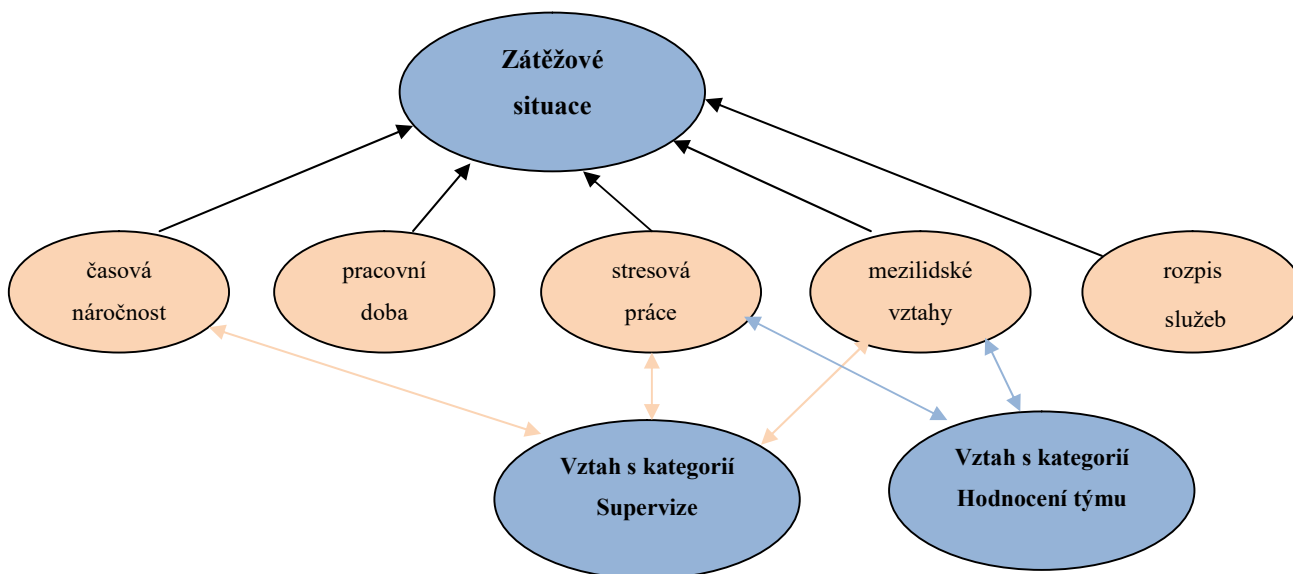 Zátěžové
situace
časová
náročnost
pracovní
doba
stresová
práce
mezilidské
vztahy
rozpis
služeb
Vztah s kategorií
Supervize
Vztah s kategorií
Hodnocení týmu